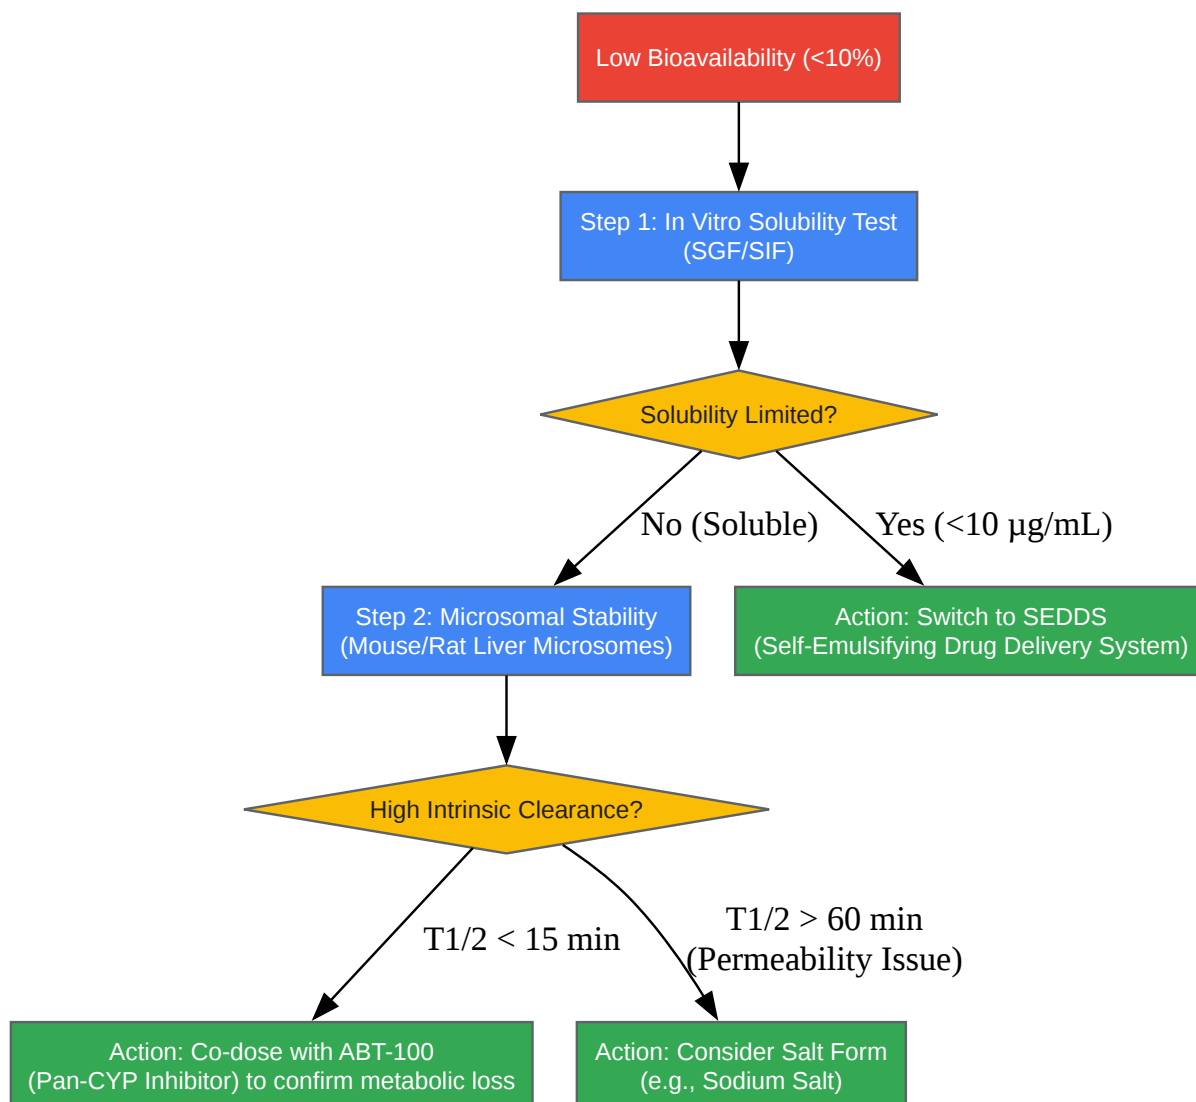 Low Bioavailability (<10%)
Step 1: In Vitro Solubility Test
(SGF/SIF)
Solubility Limited?
No (Soluble)
Yes (<10 µg/mL)
Step 2: Microsomal Stability
(Mouse/Rat Liver Microsomes)
Action: Switch to SEDDS
(Self-Emulsifying Drug Delivery System)
High Intrinsic Clearance?
T1/2 < 15 min
T1/2 > 60 min
(Permeability Issue)
Action: Co-dose with ABT-100
(Pan-CYP Inhibitor) to confirm metabolic loss
Action: Consider Salt Form
(e.g., Sodium Salt)